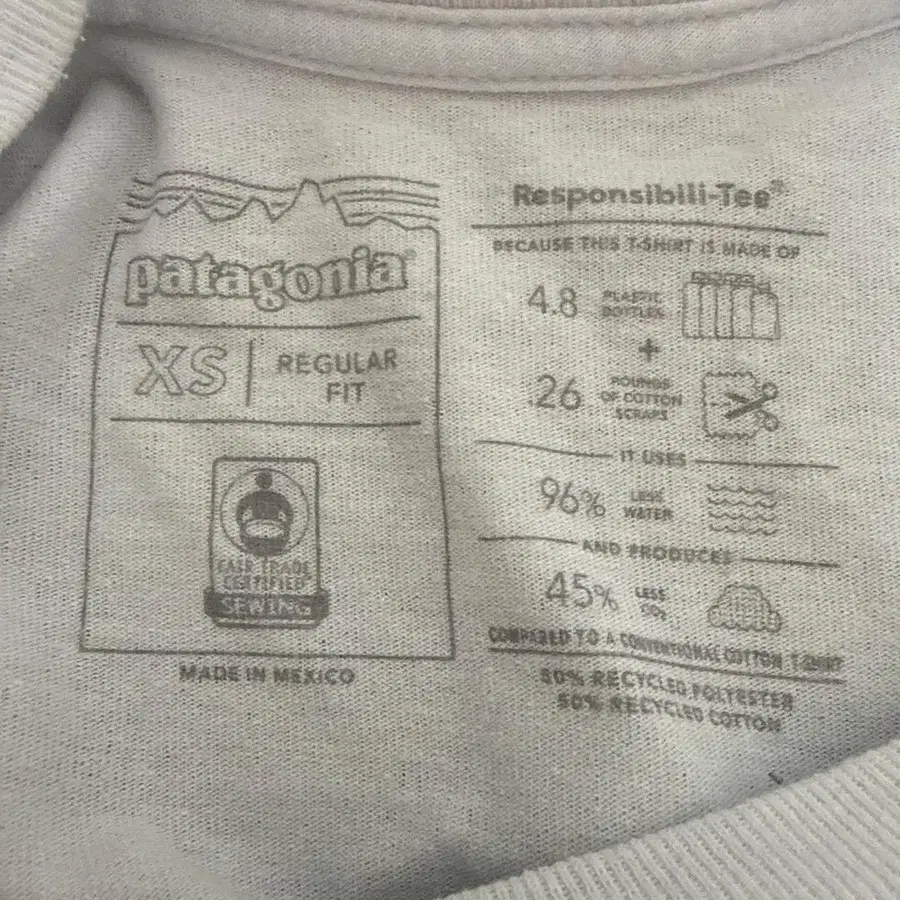 patagonia®
XS
REGULAR
FIT
FAIR TRADE
CERTIFIED™
SEWING
MADE IN MEXICO
Responsibili-Tee®
BECAUSE THIS T-SHIRT IS MADE OF
4.8 PLASTIC
BOTTLES
+
.26 POUNDS
OF COTTON
SCRAPS
IT USES
96% LESS
WATER
AND PRODUCES
45% LESS
CO₂
COMPARED TO A CONVENTIONAL COTTON T-SHIRT
50% RECYCLED POLYESTER
50% RECYCLED COTTON